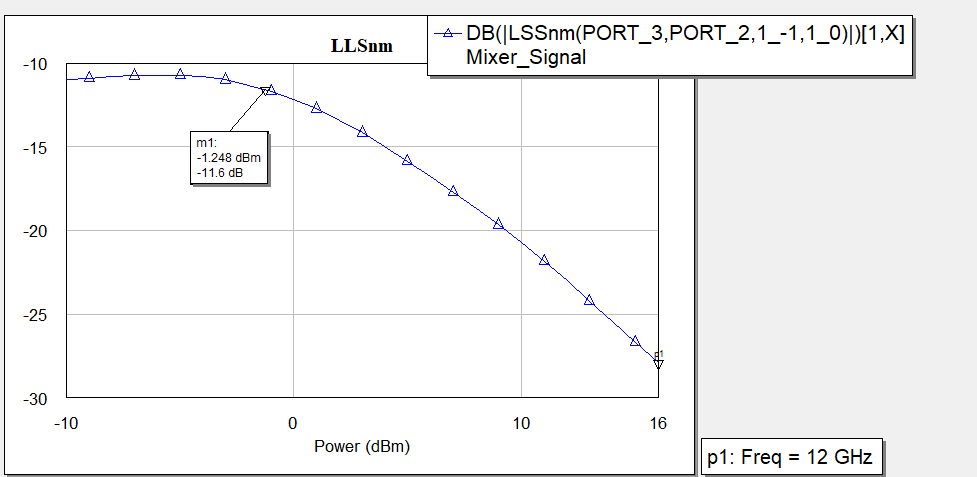 LLSnm
DB(|LSSnm(PORT_3,PORT_2,1_-1,1_0)|)[1,X]
Mixer_Signal
-10
-15
-20
-25
-30
m1:
-1.248 dBm
-11.6 dB
p1
-10 0 10 16
Power (dBm)
p1: Freq = 12 GHz